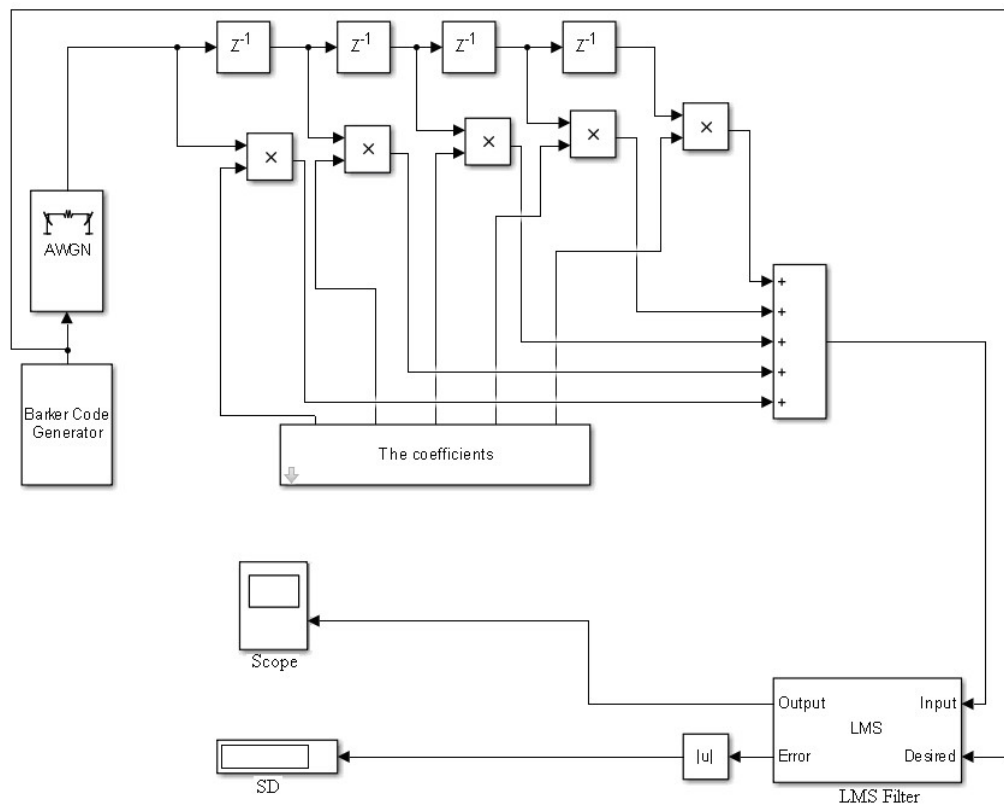 Z-1
Z-1
Z-1
Z-1
×
×
×
×
×
AWGN
+
+
+
+
+
Barker Code
Generator
The coefficients
Scope
Output
Input
LMS
Error
Desired
|u|
SD
LMS Filter